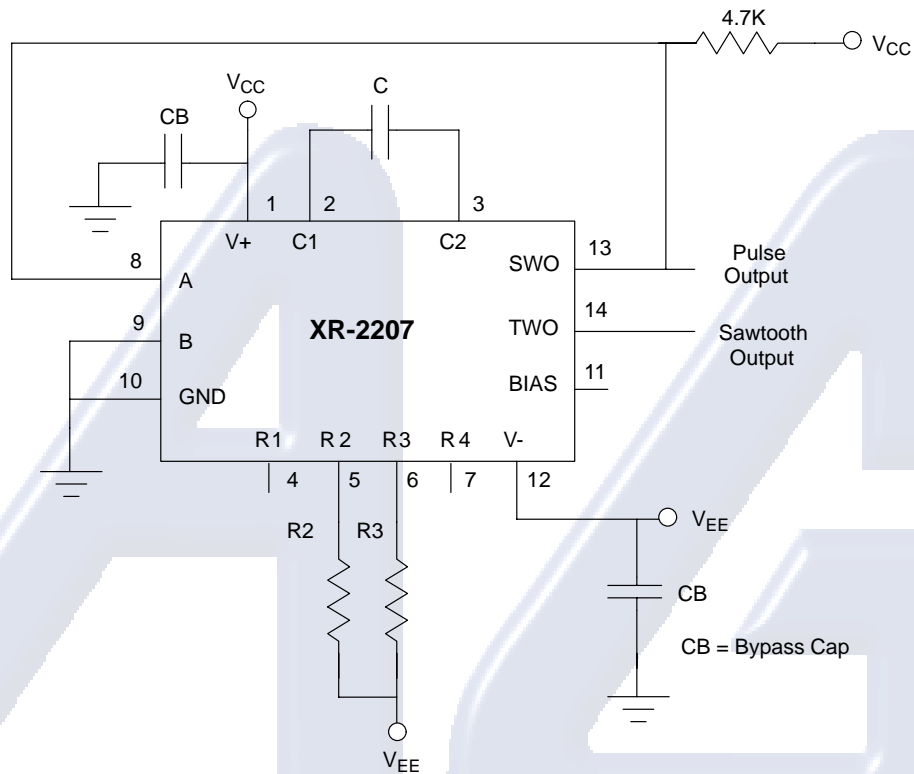 4.7K
VCC
VCC
C
CB
1
2
3
V+
C1
C2
8
A
SWO
13
Pulse
Output
9
B
XR-2207
TWO
14
Sawtooth
Output
10
GND
BIAS
11
R1
R2
R3
R4
V-
4
5
6
7
12
R2
R3
VEE
CB
CB = Bypass Cap
VEE